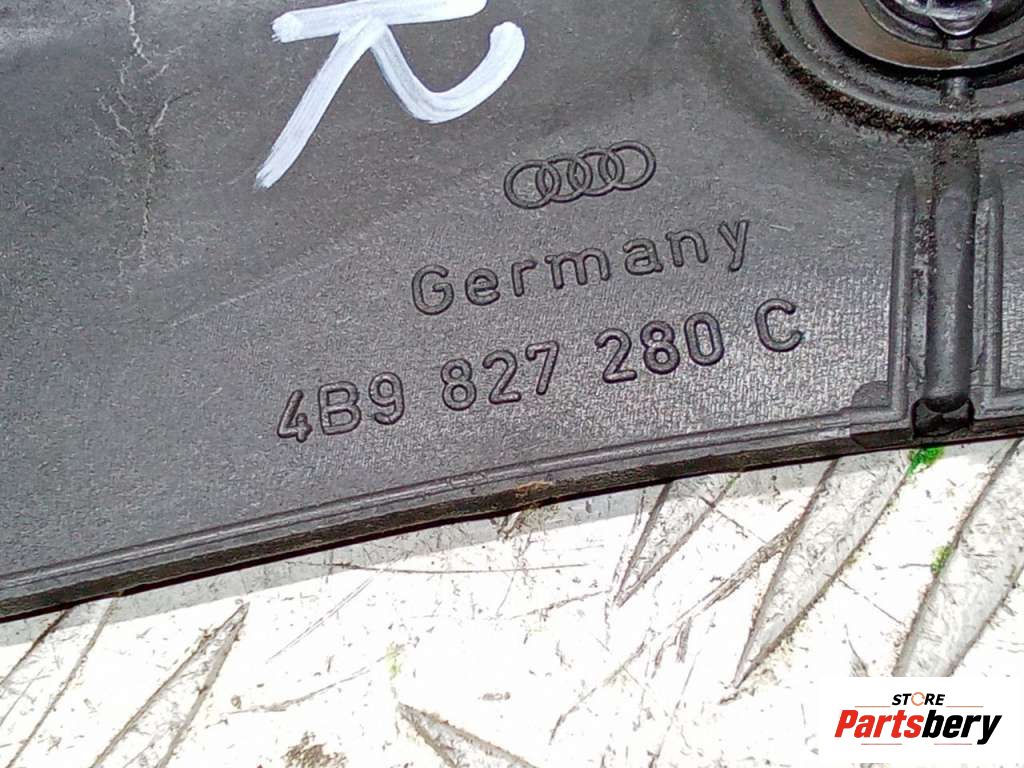 R
Germany
4B9 827 280 C
STORE
Partsbery